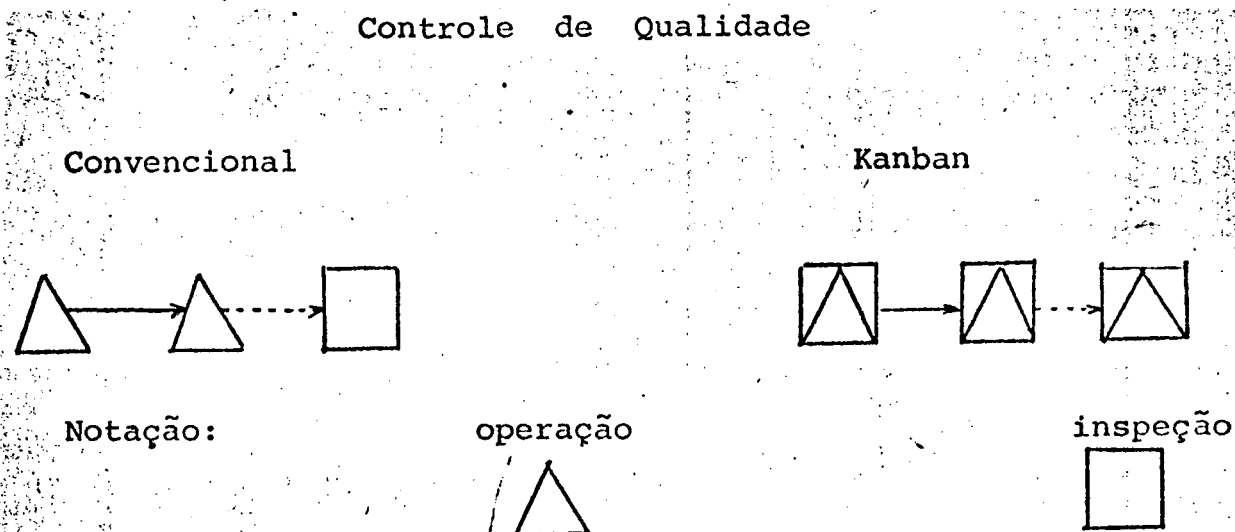 Controle de Qualidade
Convencional Kanban
Notação: operação inspeção